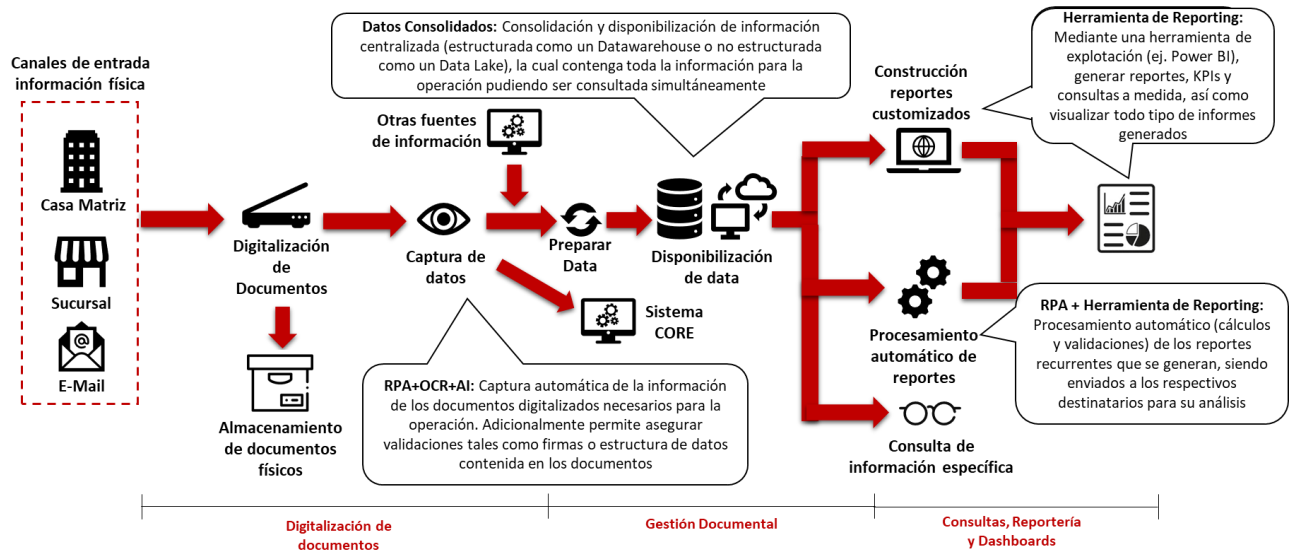 Canales de entrada
información física
Casa Matriz
Sucursal
E-Mail
Digitalización
de
Documentos
Almacenamiento
de documentos
físicos
Datos Consolidados: Consolidación y disponibilización de información
centralizada (estructurada como un Datawarehouse o no estructurada
como un Data Lake), la cual contenga toda la información para la
operación pudiendo ser consultada simultáneamente
Otras fuentes
de información
Captura de
datos
Preparar
Data
Sistema
CORE
RPA+OCR+AI: Captura automática de la información
de los documentos digitalizados necesarios para la
operación. Adicionalmente permite asegurar
validaciones tales como firmas o estructura de datos
contenida en los documentos
Disponibilización
de data
Construcción
reportes
customizados
Procesamiento
automático de
reportes
Consulta de
información específica
Herramienta de Reporting:
Mediante una herramienta de
explotación (ej. Power BI),
generar reportes, KPIs y
consultas a medida, así como
visualizar todo tipo de informes
generados
RPA + Herramienta de Reporting:
Procesamiento automático (cálculos
y validaciones) de los reportes
recurrentes que se generan, siendo
enviados a los respectivos
destinatarios para su análisis
Digitalización de
documentos
Gestión Documental
Consultas, Reportería
y Dashboards